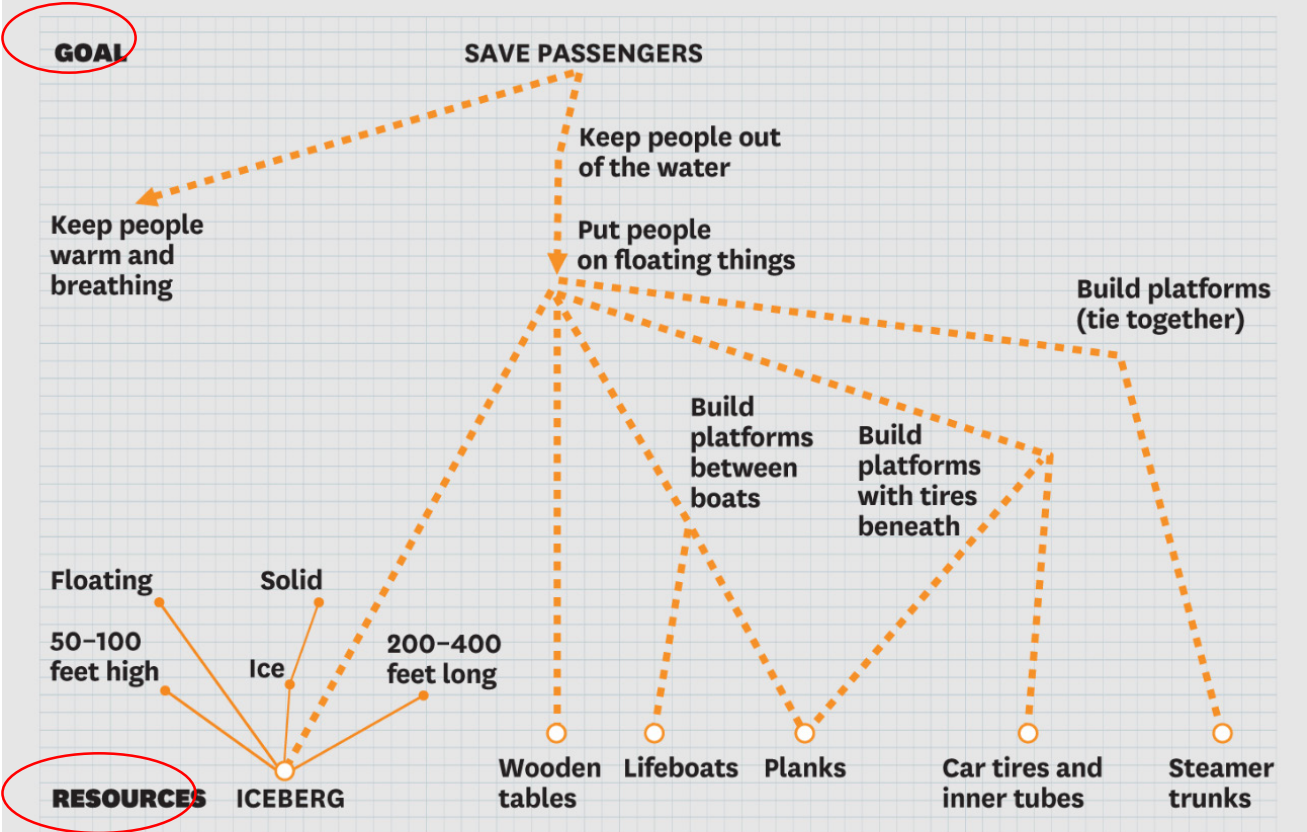 GOAL
SAVE PASSENGERS
Keep people out
of the water
Keep people
warm and
breathing
Put people
on floating things
Build platforms
(tie together)
Build
platforms
between
boats
Build
platforms
with tires
beneath
Floating
Solid
50–100
feet high
Ice
200–400
feet long
RESOURCES
ICEBERG
Wooden
tables
Lifeboats
Planks
Car tires and
inner tubes
Steamer
trunks